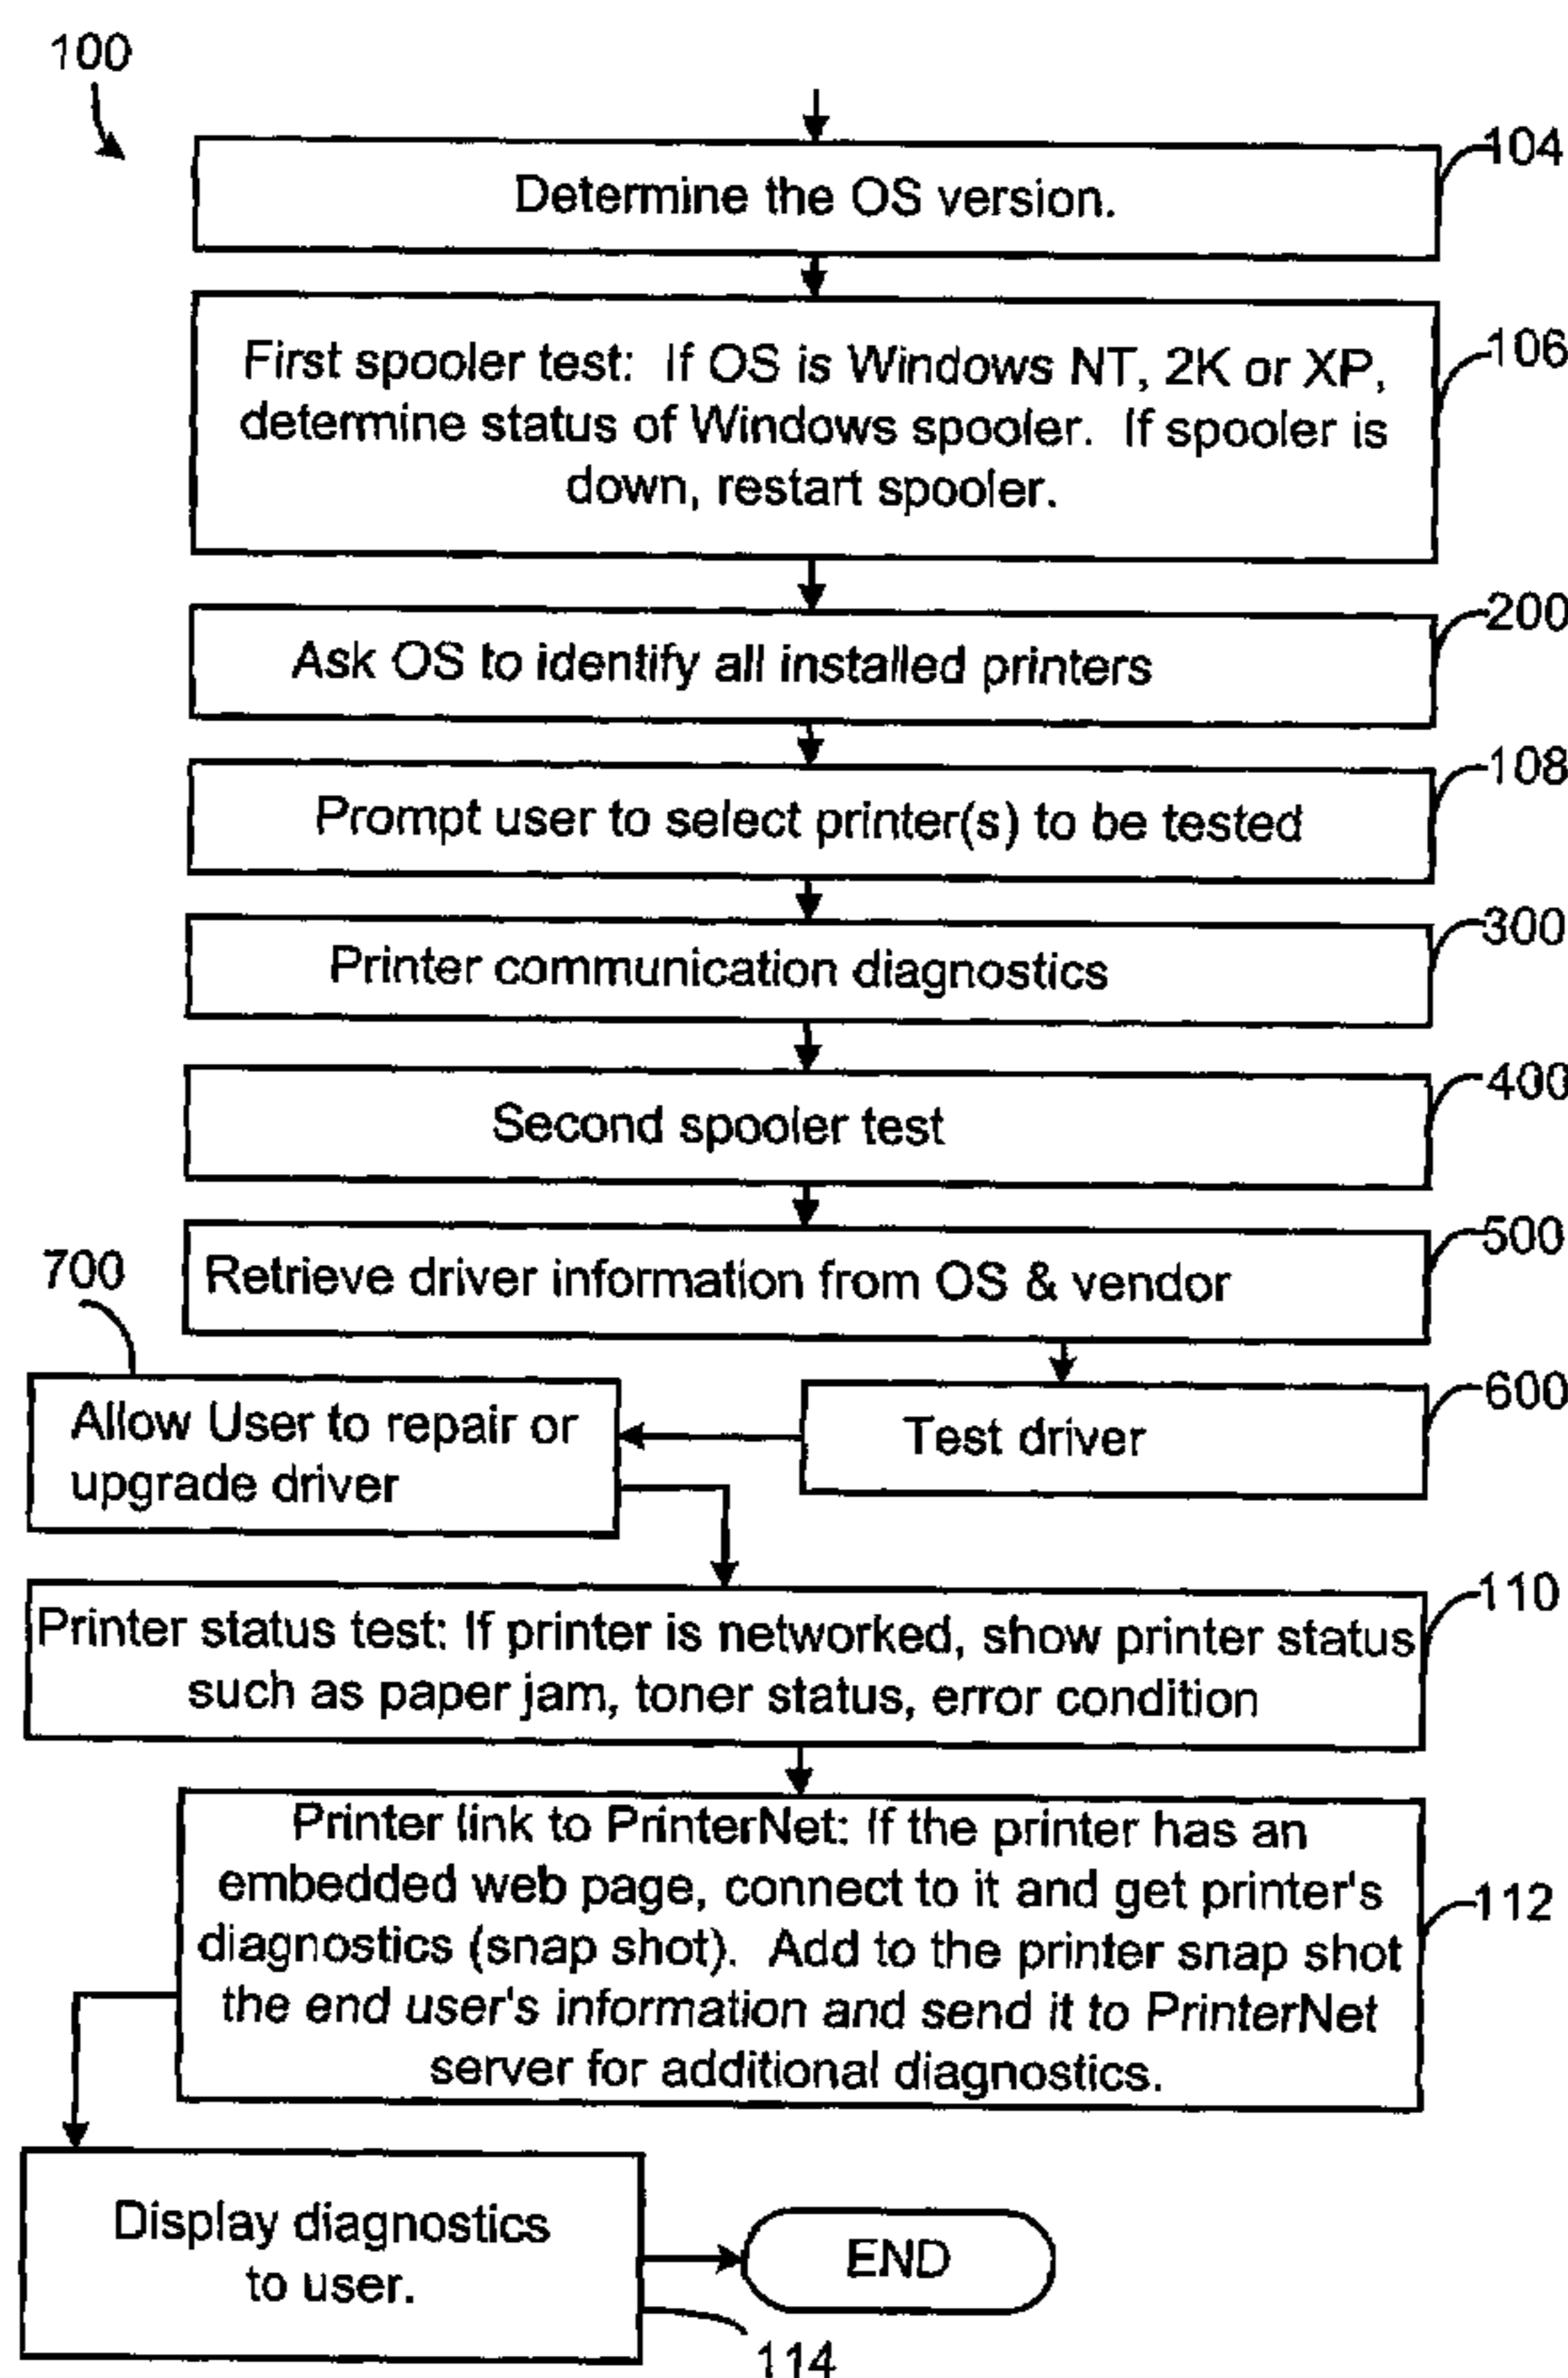 100
104
Determine the OS version.
106
First spooler test:  If OS is Windows NT, 2K or XP,
determine status of Windows spooler.  If spooler is
down, restart spooler.
200
Ask OS to identify all installed printers
108
Prompt user to select printer(s) to be tested
300
Printer communication diagnostics
400
Second spooler test
500
Retrieve driver information from OS & vendor
700
600
Allow User to repair or
upgrade driver
Test driver
110
Printer status test: If printer is networked, show printer status
such as paper jam, toner status, error condition
Printer link to PrinterNet: If the printer has an
embedded web page, connect to it and get printer's
112
diagnostics (snap shot).  Add to the printer snap shot
the end user's information and send it to PrinterNet
server for additional diagnostics.
Display diagnostics
to user.
END
114